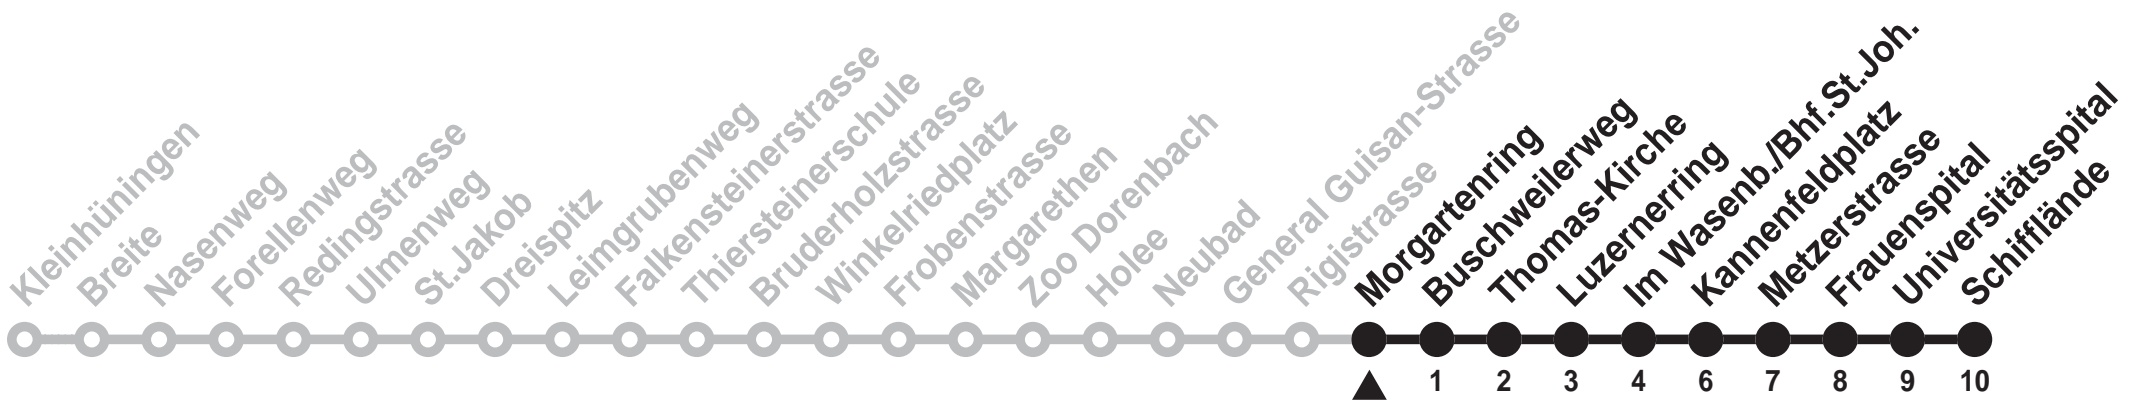 Kleinhüningen
Breite
Nasenweg
Forellenweg
Redingstrasse
Ulmenweg
St.Jakob
Dreispitz
Leimgrubenweg
Falkensteinerstrasse
Thiersteinerschule
Bruderholzstrasse
Winkelriedplatz
Frobenstrasse
Margarethen
Zoo Dorenbach
Holee
Neubad
General Guisan-Strasse
Rigistrasse
Morgartenring
Buschweilerweg
Thomas-Kirche
Luzernerring
Im Wasenb./Bhf.St.Joh.
Kannenfeldplatz
Metzerstrasse
Frauenspital
Universitätsspital
Schifflände
1 2 3 4 6 7 8 9 10